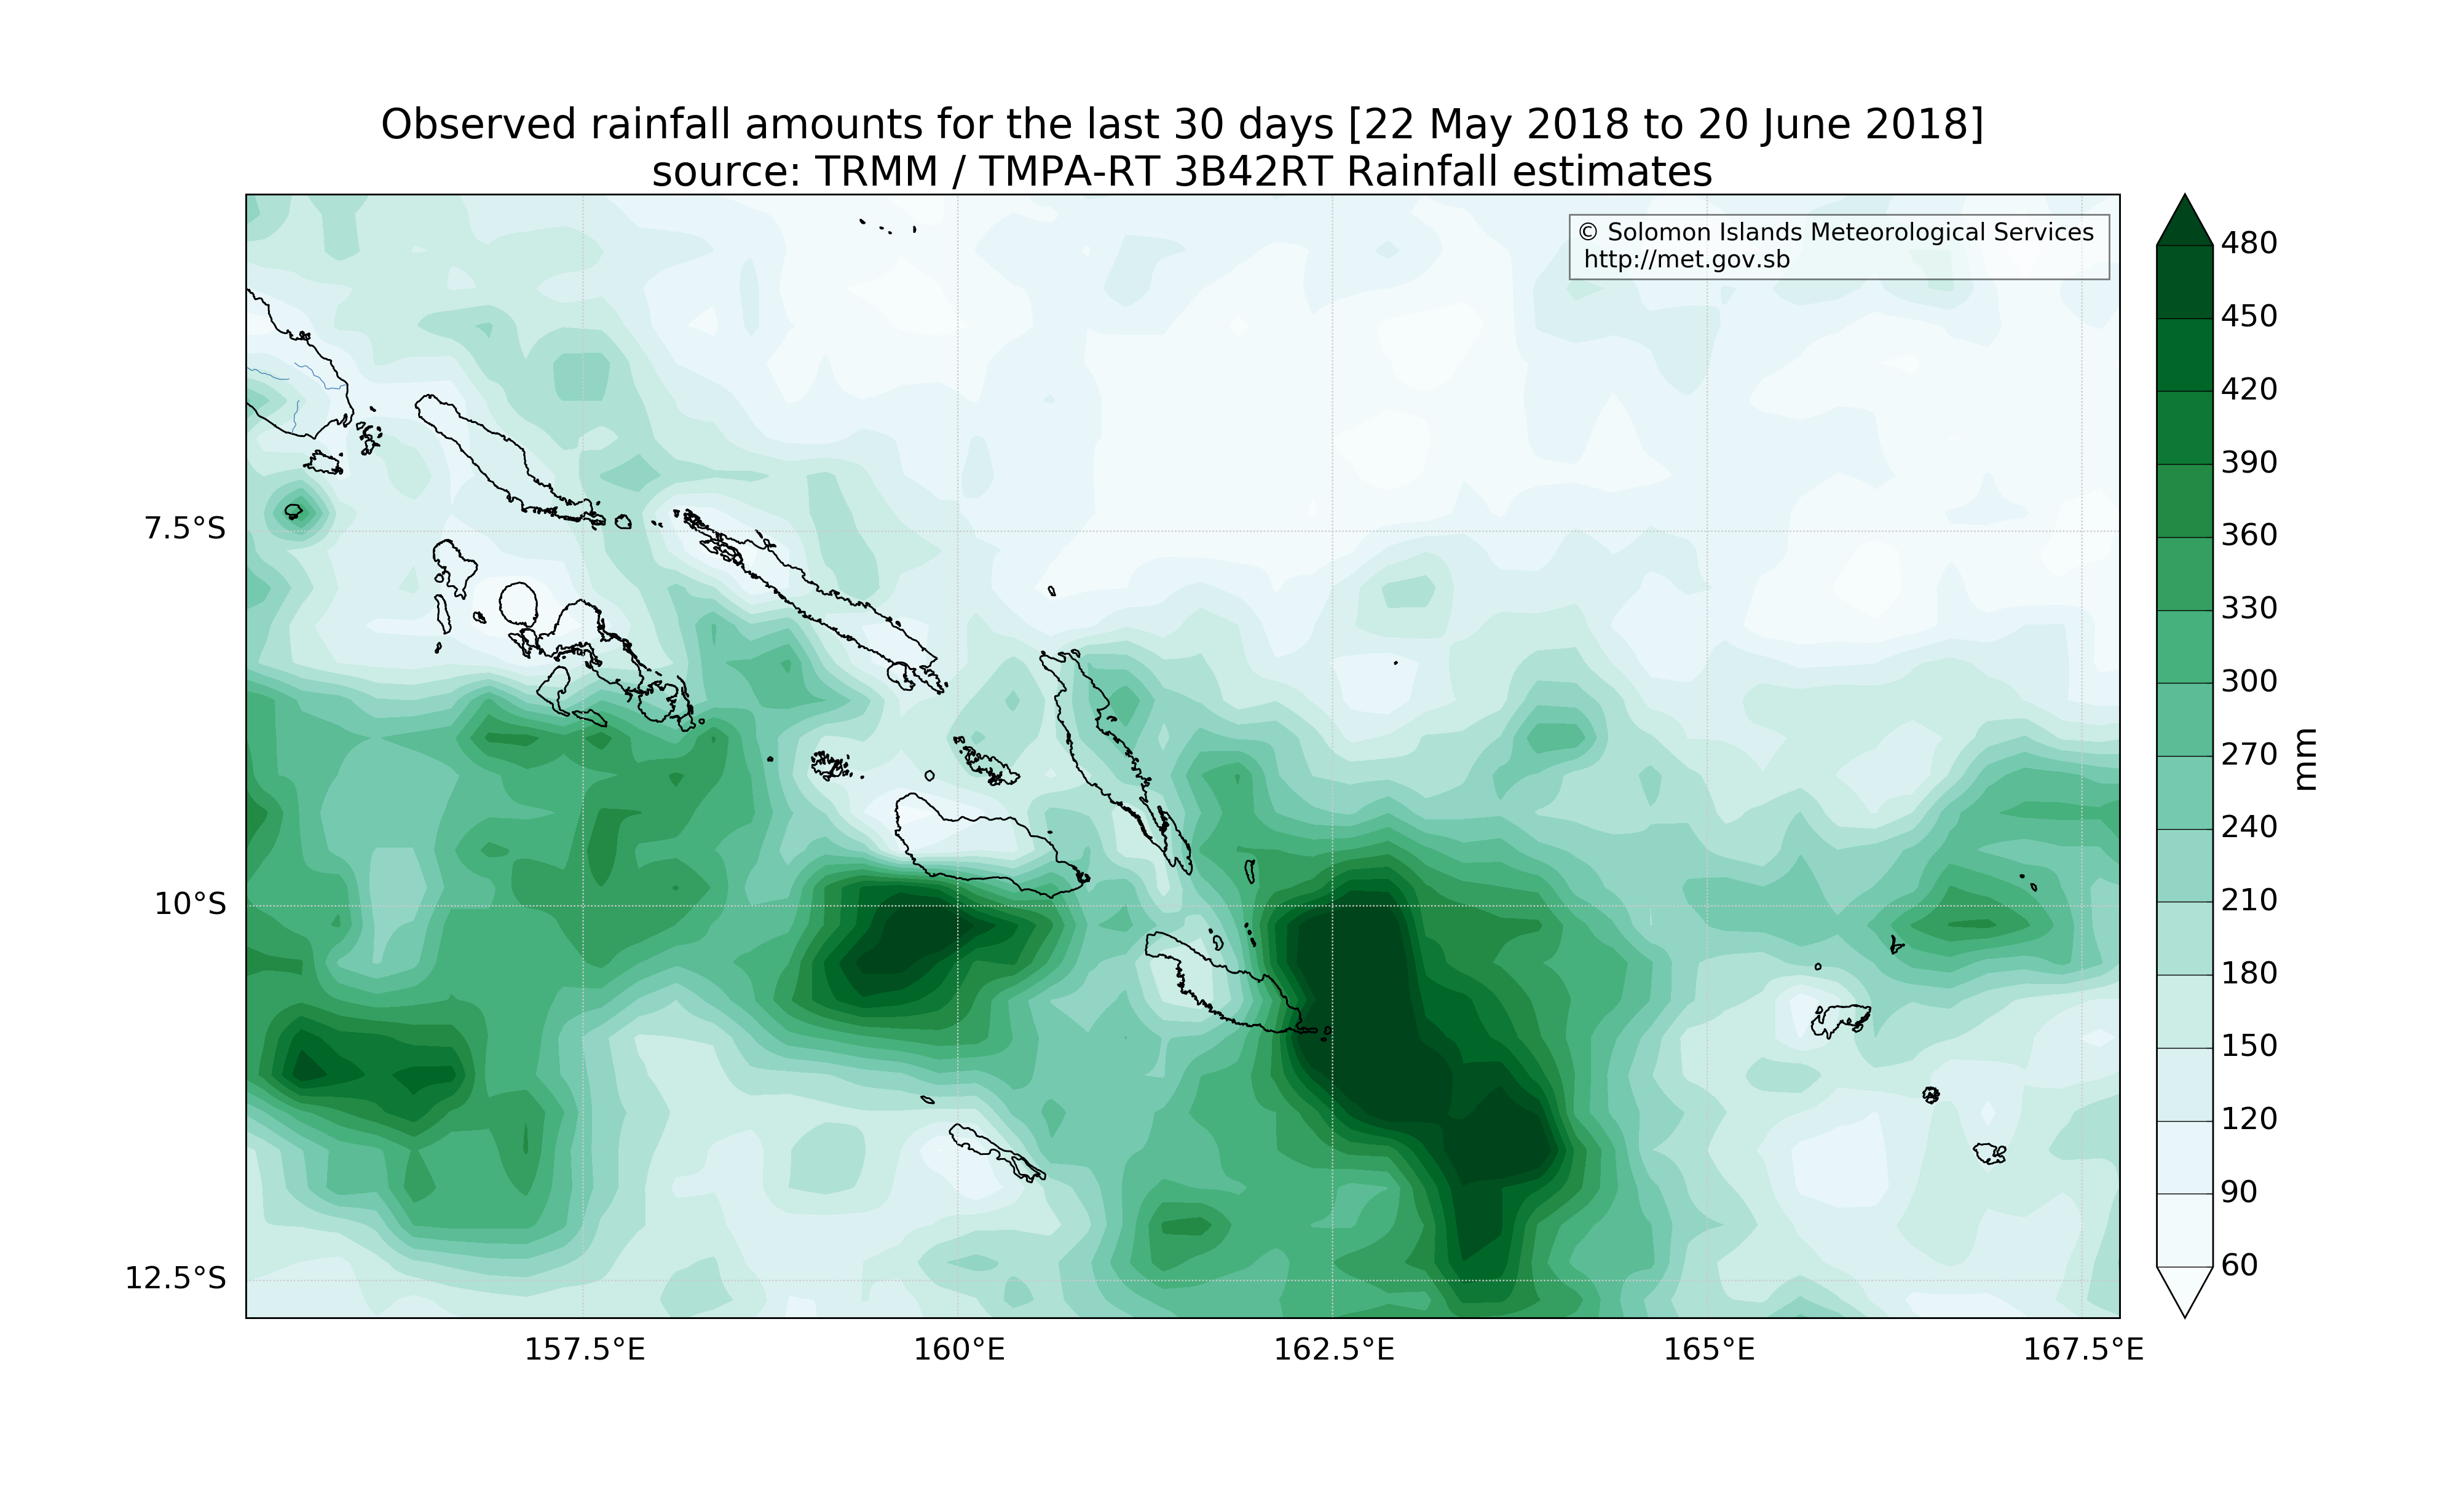 Observed rainfall amounts for the last 30 days [22 May 2018 to 20 June 2018]
source: TRMM / TMPA-RT 3B42RT Rainfall estimates
© Solomon Islands Meteorological Services
http://met.gov.sb
7.5°S
10°S
12.5°S
157.5°E
160°E
162.5°E
165°E
167.5°E
480
450
420
390
360
330
300
270
240
210
180
150
120
90
60
mm